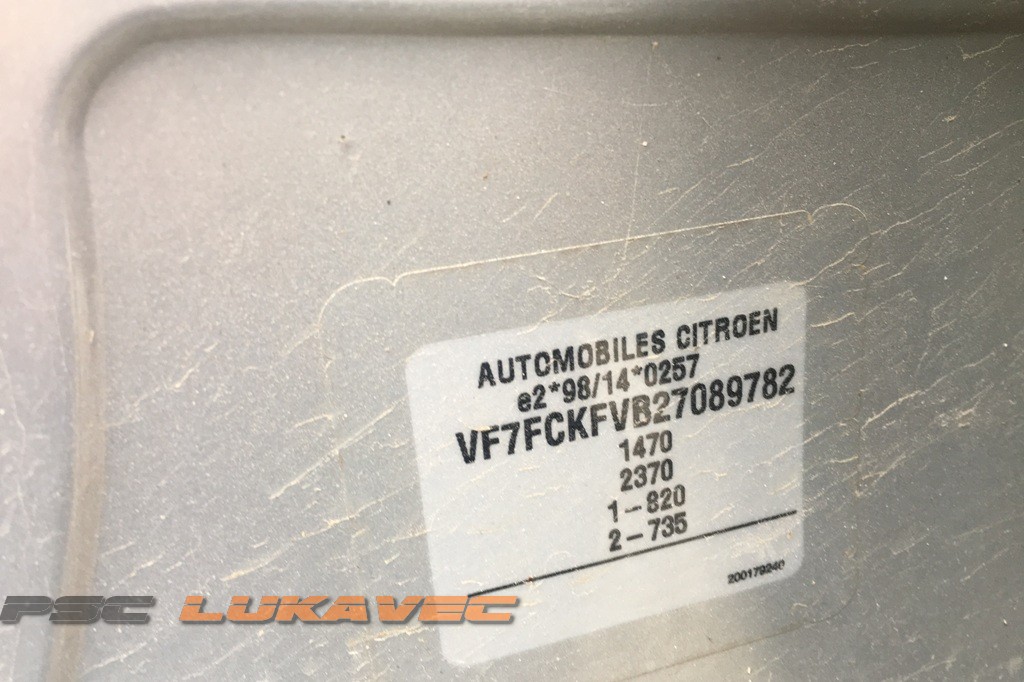 AUTOMOBILES CITROEN
e2*98/14*0257
VF7FCKFVB27089782
1470
2370
1-820
2-735
200179240
PSC LUKAVEC